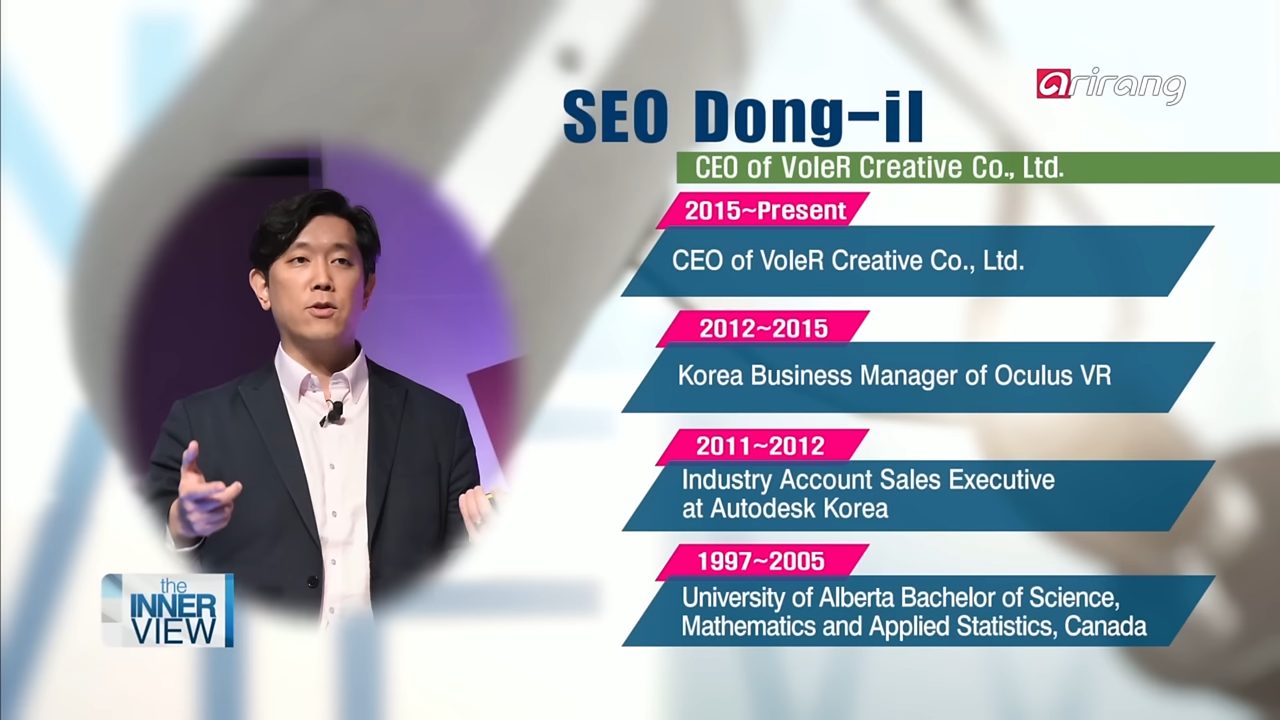 arirang
SEO Dong-il
CEO of VoleR Creative Co., Ltd.
2015~Present
CEO of VoleR Creative Co., Ltd.
2012~2015
Korea Business Manager of Oculus VR
2011~2012
Industry Account Sales Executive
at Autodesk Korea
1997~2005
University of Alberta Bachelor of Science,
Mathematics and Applied Statistics, Canada
the
INNER
VIEW